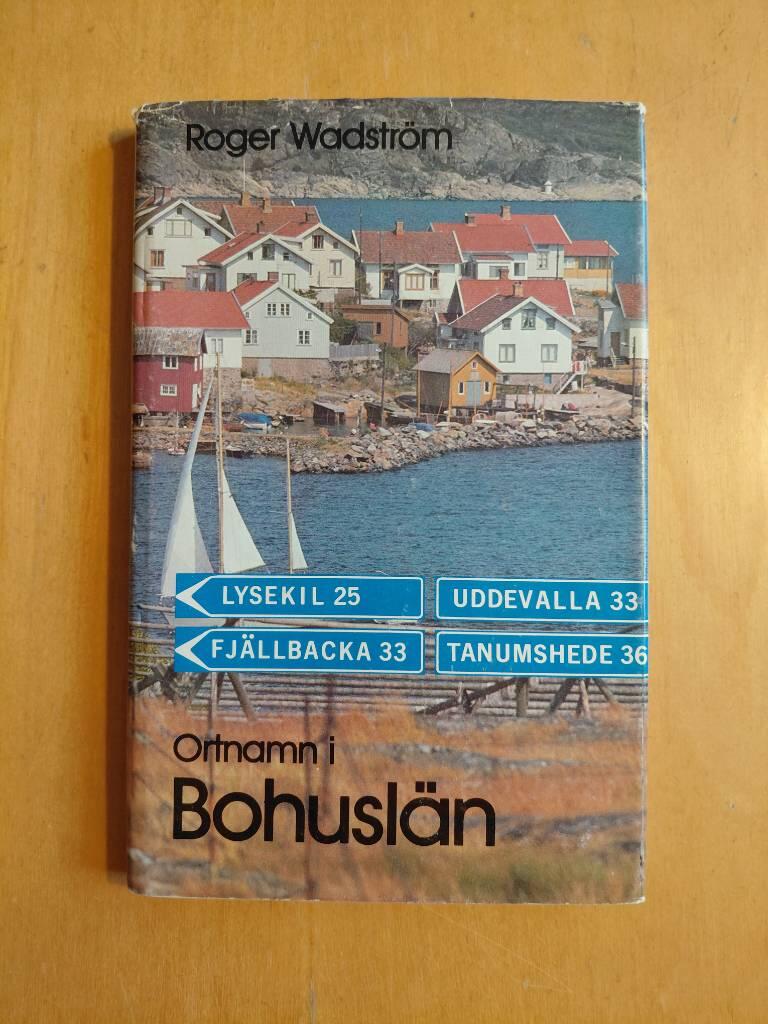 Roger Wadström
LYSEKIL 25
UDDEVALLA 33
FJÄLLBACKA 33
TANUMSHEDE 36
Ortnamn i
Bohuslän